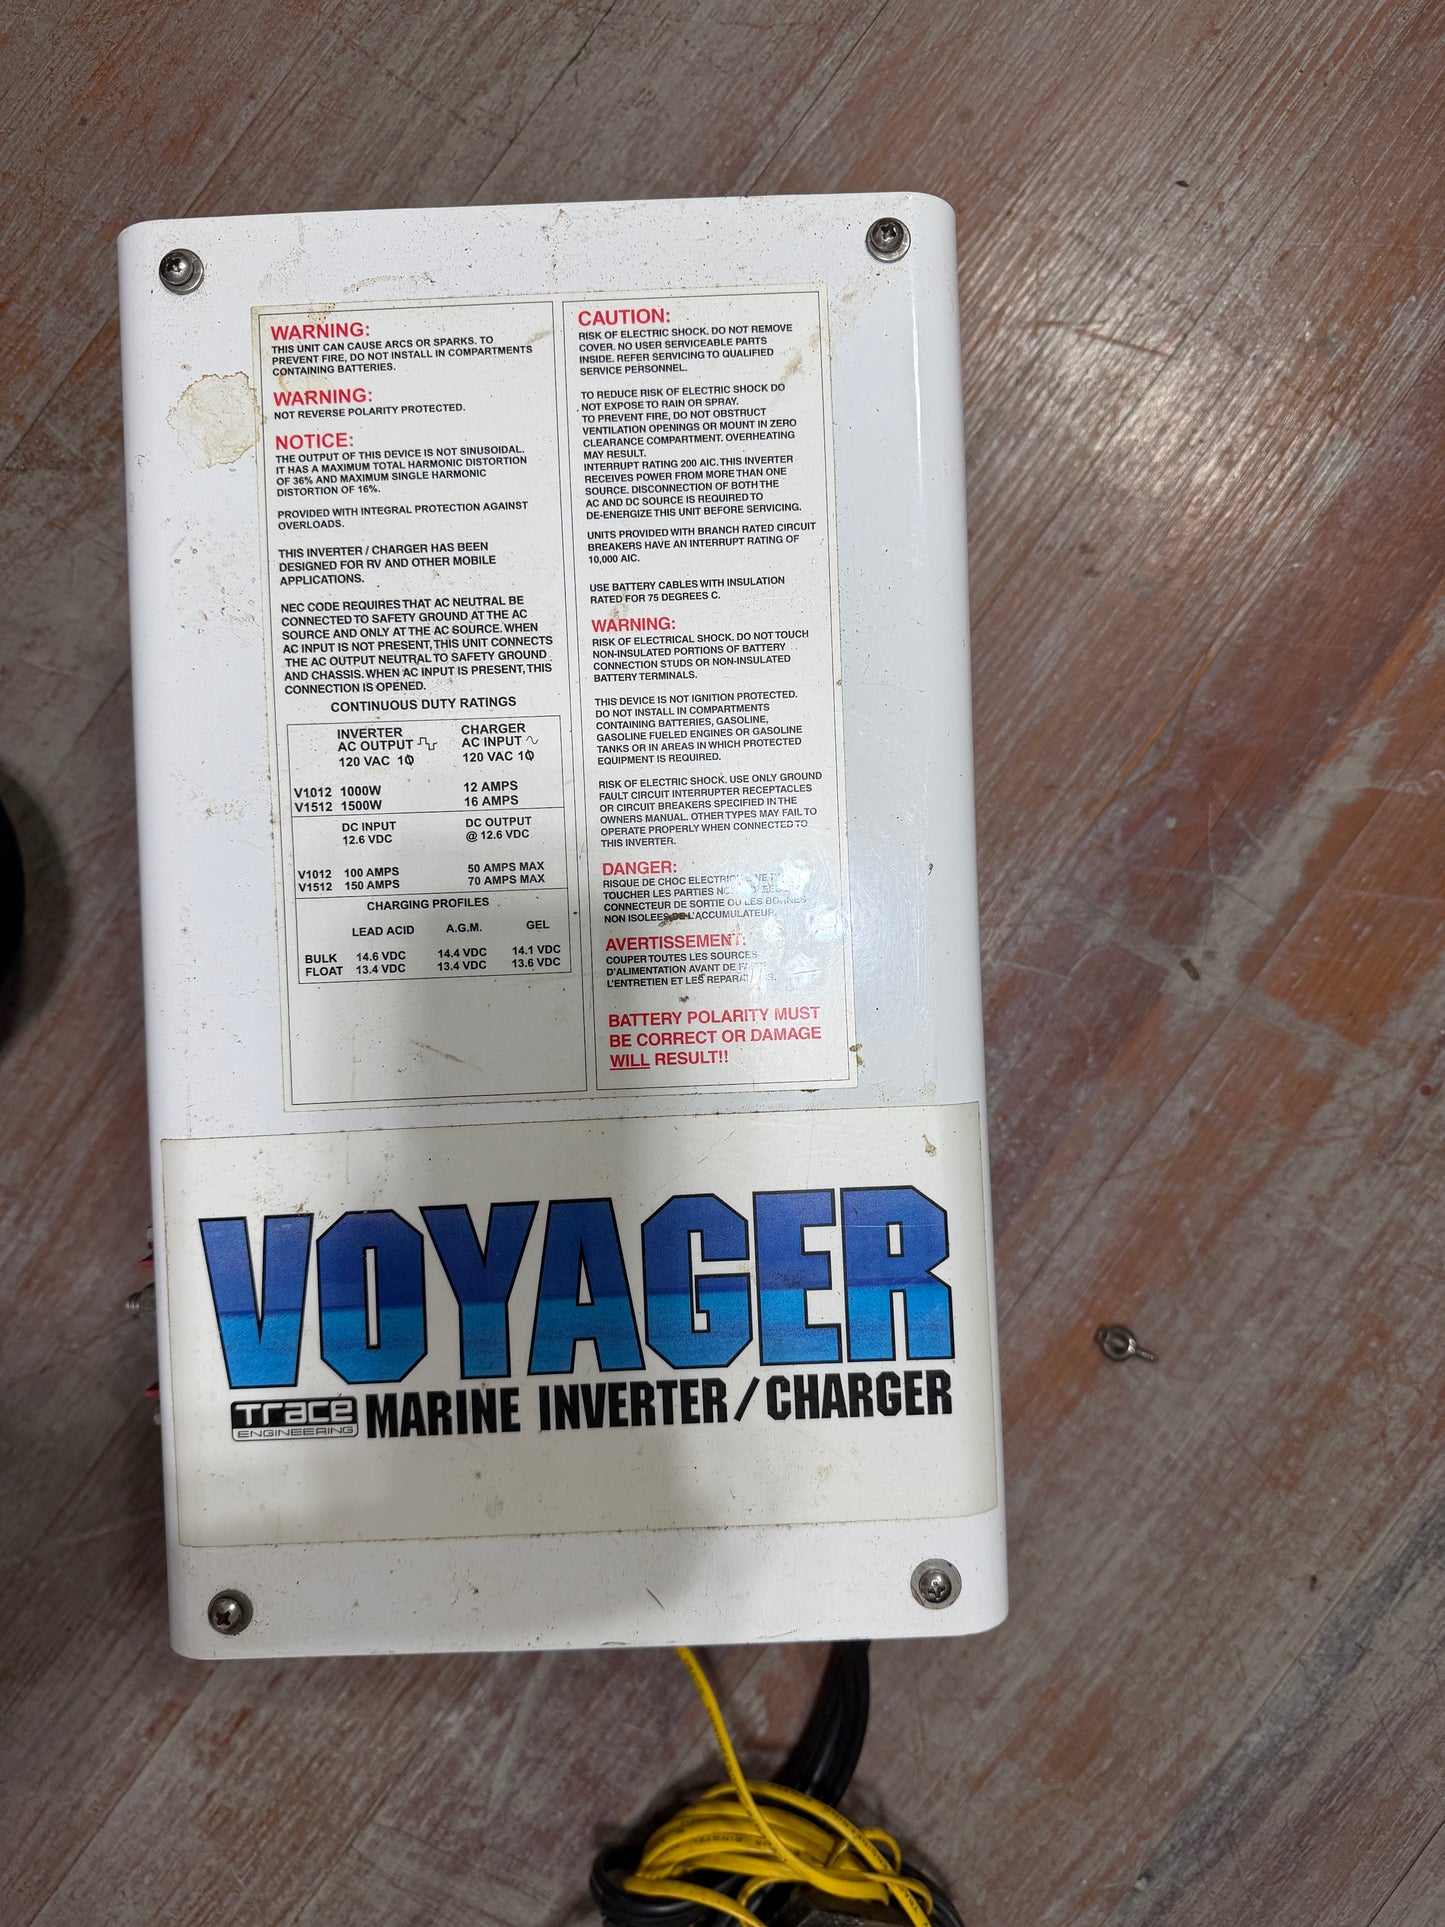 WARNING:
THIS UNIT CAN CAUSE ARCS OR SPARKS. TO
PREVENT FIRE, DO NOT INSTALL IN COMPARTMENTS
CONTAINING BATTERIES.
WARNING:
NOT REVERSE POLARITY PROTECTED.
NOTICE:
THE OUTPUT OF THIS DEVICE IS NOT SINUSOIDAL.
IT HAS A MAXIMUM TOTAL HARMONIC DISTORTION
OF 36% AND MAXIMUM SINGLE HARMONIC
DISTORTION OF 16%.
PROVIDED WITH INTEGRAL PROTECTION AGAINST
OVERLOADS.
THIS INVERTER / CHARGER HAS BEEN
DESIGNED FOR RV AND OTHER MOBILE
APPLICATIONS.
NEC CODE REQUIRES THAT AC NEUTRAL BE
CONNECTED TO SAFETY GROUND AT THE AC
SOURCE AND ONLY AT THE AC SOURCE. WHEN
AC INPUT IS NOT PRESENT, THIS UNIT CONNECTS
THE AC OUTPUT NEUTRAL TO SAFETY GROUND
AND CHASSIS. WHEN AC INPUT IS PRESENT, THIS
CONNECTION IS OPENED.
CONTINUOUS DUTY RATINGS
INVERTER CHARGER
AC OUTPUT AC INPUT
120 VAC 1Φ 120 VAC 1Φ
V1012 1000W 12 AMPS
V1512 1500W 16 AMPS
DC INPUT DC OUTPUT
12.6 VDC @ 12.6 VDC
V1012 100 AMPS 50 AMPS MAX
V1512 150 AMPS 70 AMPS MAX
CHARGING PROFILES
LEAD ACID A.G.M. GEL
BULK 14.6 VDC 14.4 VDC 14.1 VDC
FLOAT 13.4 VDC 13.4 VDC 13.6 VDC
CAUTION:
RISK OF ELECTRIC SHOCK. DO NOT REMOVE
COVER. NO USER SERVICEABLE PARTS
INSIDE. REFER SERVICING TO QUALIFIED
SERVICE PERSONNEL.
TO REDUCE RISK OF ELECTRIC SHOCK DO
NOT EXPOSE TO RAIN OR SPRAY.
TO PREVENT FIRE, DO NOT OBSTRUCT
VENTILATION OPENINGS OR MOUNT IN ZERO
CLEARANCE COMPARTMENT. OVERHEATING
MAY RESULT.
INTERRUPT RATING 200 AIC. THIS INVERTER
RECEIVES POWER FROM MORE THAN ONE
SOURCE. DISCONNECTION OF BOTH THE
AC AND DC SOURCE IS REQUIRED TO
DE-ENERGIZE THIS UNIT BEFORE SERVICING.
UNITS PROVIDED WITH BRANCH RATED CIRCUIT
BREAKERS HAVE AN INTERRUPT RATING OF
10,000 AIC.
USE BATTERY CABLES WITH INSULATION
RATED FOR 75 DEGREES C.
WARNING:
RISK OF ELECTRICAL SHOCK. DO NOT TOUCH
NON-INSULATED PORTIONS OF BATTERY
CONNECTION STUDS OR NON-INSULATED
BATTERY TERMINALS.
THIS DEVICE IS NOT IGNITION PROTECTED.
DO NOT INSTALL IN COMPARTMENTS
CONTAINING BATTERIES, GASOLINE,
GASOLINE FUELED ENGINES OR GASOLINE
TANKS OR IN AREAS IN WHICH PROTECTED
EQUIPMENT IS REQUIRED.
RISK OF ELECTRIC SHOCK. USE ONLY GROUND
FAULT CIRCUIT INTERRUPTER RECEPTACLES
OR CIRCUIT BREAKERS SPECIFIED IN THE
OWNERS MANUAL. OTHER TYPES MAY FAIL TO
OPERATE PROPERLY WHEN CONNECTED TO
THIS INVERTER.
DANGER:
RISQUE DE CHOC ELECTRIQUE. NE
TOUCHER LES PARTIES
CONNECTEUR DE SORTIE OU LES BORNES
NON ISOLEES DE L'ACCUMULATEUR.
AVERTISSEMENT:
COUPER TOUTES LES SOURCES
D'ALIMENTATION AVANT DE
L'ENTRETIEN ET LES
BATTERY POLARITY MUST
BE CORRECT OR DAMAGE
WILL RESULT!!
VOYAGER
Trace ENGINEERING MARINE INVERTER / CHARGER